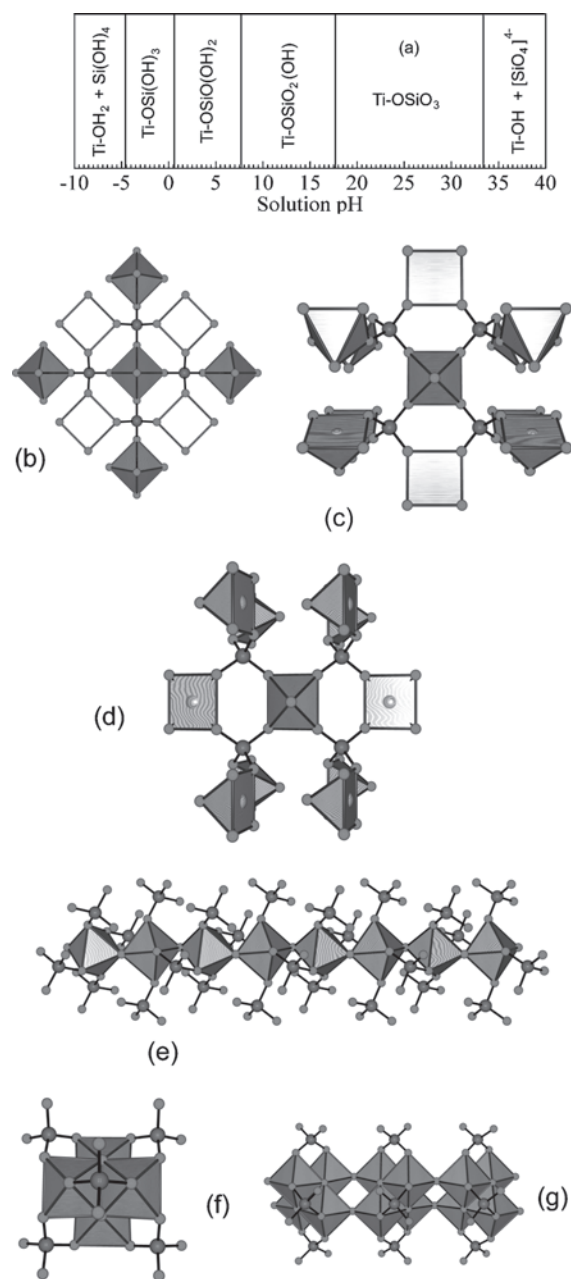 Ti-OH2 + Si(OH)4
Ti-OSi(OH)3
Ti-OSiO(OH)2
Ti-OSiO2(OH)
(a)
Ti-OSiO3
Ti-OH + [SiO4]4-
-10 -5 0 5 10 15 20 25 30 35 40
Solution pH
(b)
(c)
(d)
(e)
(f)
(g)